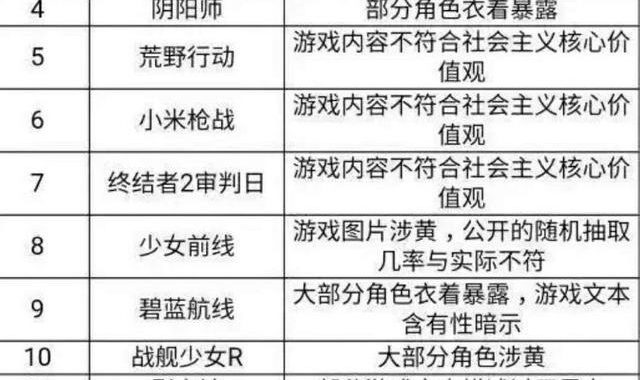 4 阴阳师 部分角色衣着暴露
5 荒野行动 游戏内容不符合社会主义核心价
值观
6 小米枪战 游戏内容不符合社会主义核心价
值观
7 终结者2审判日 游戏内容不符合社会主义核心价
值观
8 少女前线 游戏图片涉黄，公开的随机抽取
几率与实际不符
9 碧蓝航线 大部分角色衣着暴露，游戏文本
含有性暗示
10 战舰少女R 大部分角色涉黄